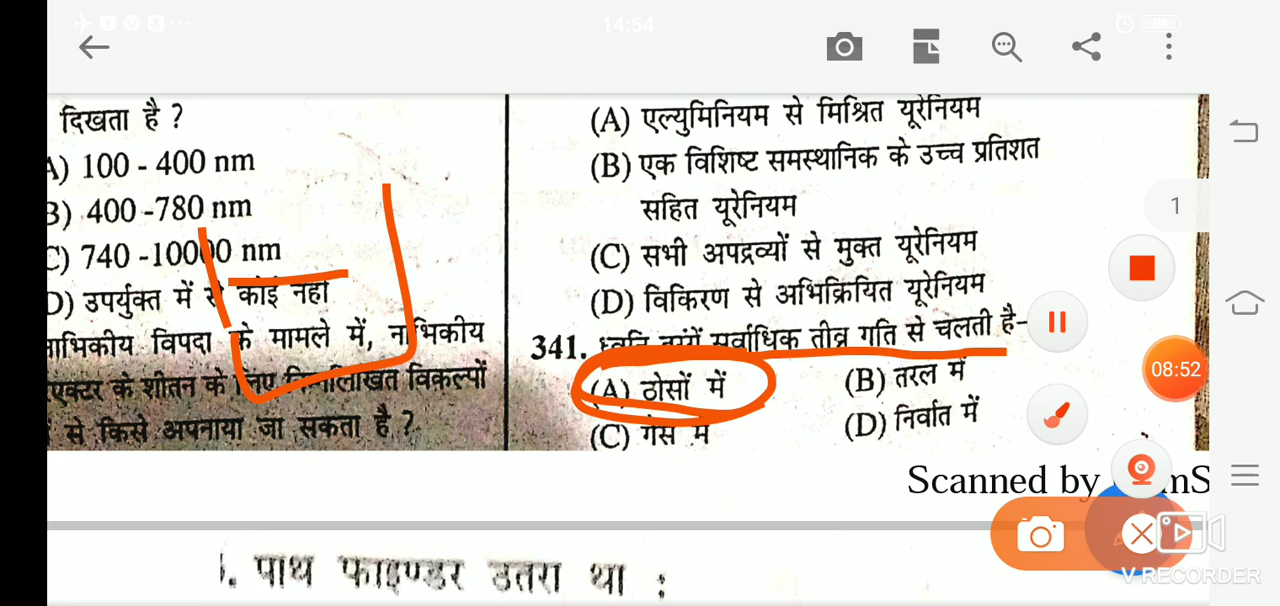 14:54
94
दिखता है ?
A) 100 - 400 nm
B) 400 -780 nm
C) 740 -10000 nm
D) उपर्युक्त में से कोई नहीं
नाभिकीय विपदा के मामले में, नाभिकीय
रिएक्टर के शीतन के लिए निम्नलिखित विकल्पों
से किसे अपनाया जा सकता है ?
(A) एल्युमिनियम से मिश्रित यूरेनियम
(B) एक विशिष्ट समस्थानिक के उच्च प्रतिशत
सहित यूरेनियम
(C) सभी अपद्रव्यों से मुक्त यूरेनियम
(D) विकिरण से अभिक्रियित यूरेनियम
341. ध्वनि तरंगें सर्वाधिक तीव्र गति से चलती है-
(A) ठोसों में
(B) तरल में
(C) गैस में
(D) निर्वात में
1
08:52
Scanned by CamS
V RECORDER
. पाथ फाइण्डर उतरा था :